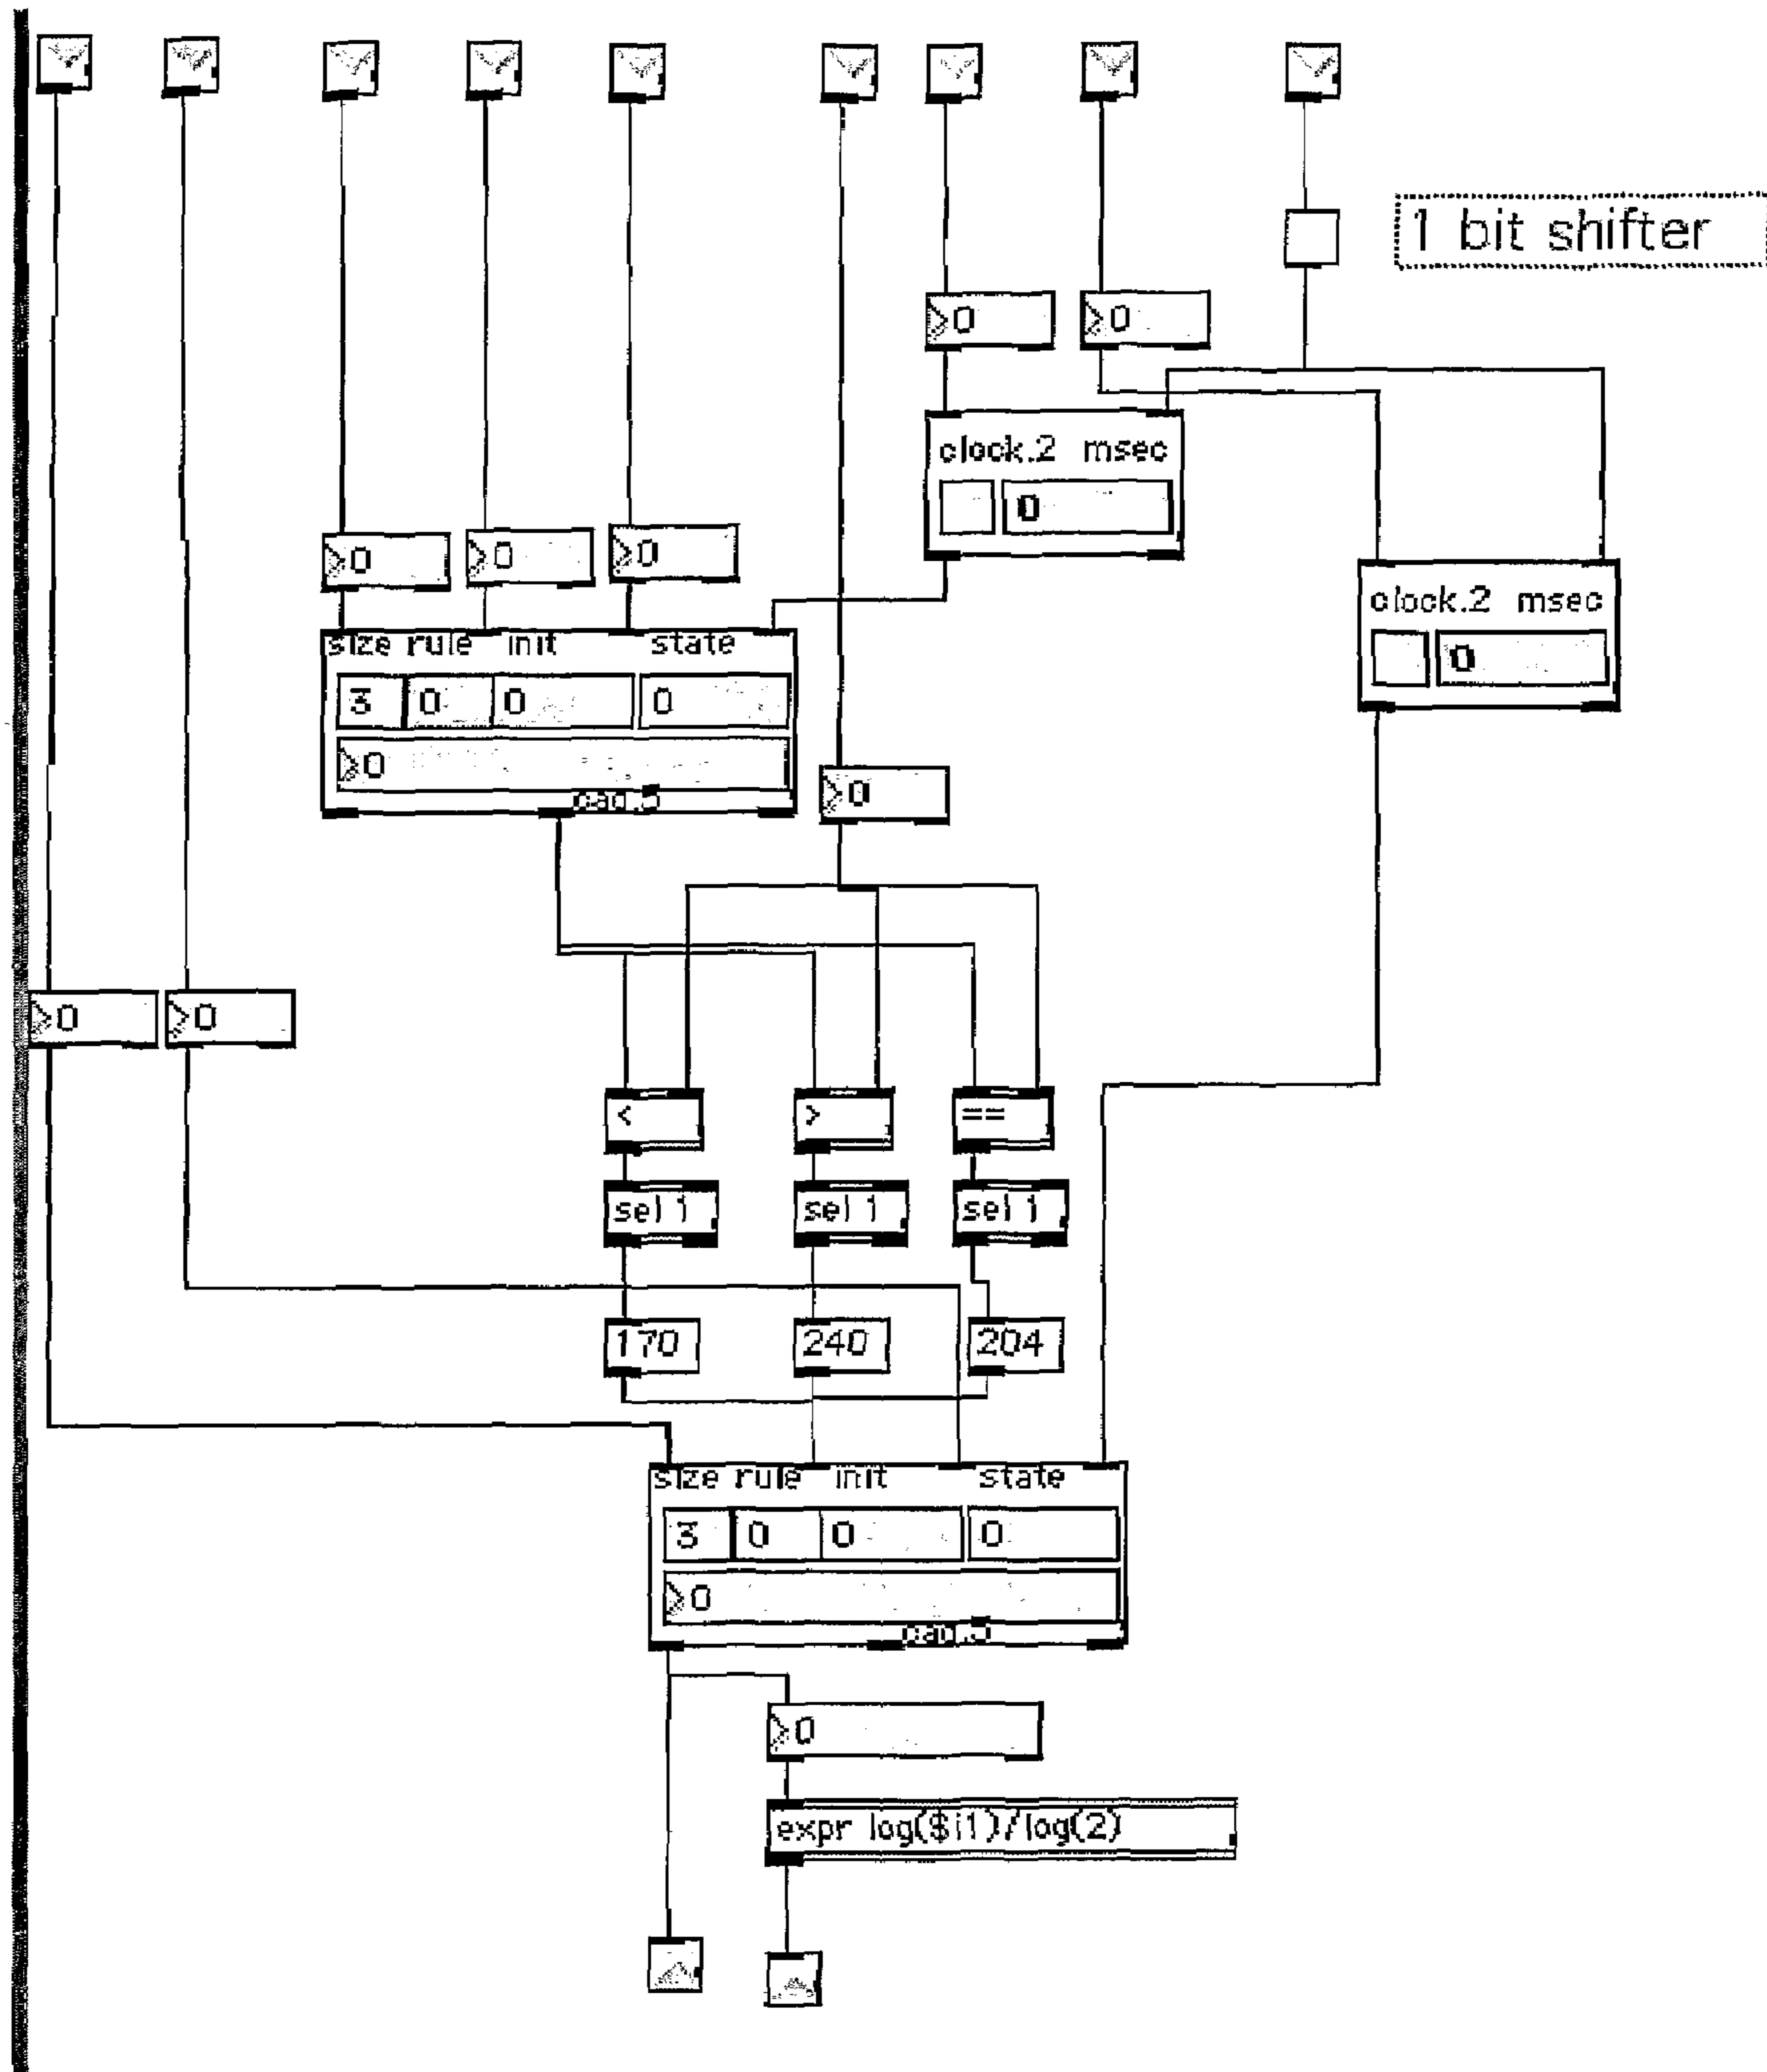 1 bit shifter
0
0
clock.2 msec
0
0
0
0
clock.2 msec
0
size rule init state
3 0 0 0
0
0
0
0
< > ==
sel 1 sel 1 sel 1
170 240 204
size rule init state
3 0 0 0
0
0
expr log($i1)/log(2)